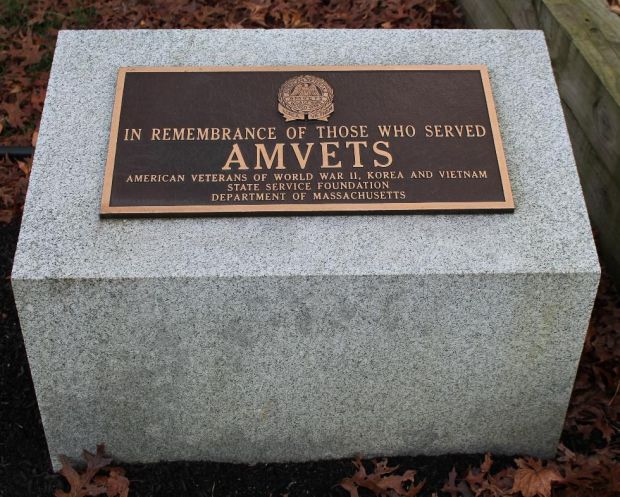 IN REMEMBRANCE OF THOSE WHO SERVED
AMVETS
AMERICAN VETERANS OF WORLD WAR II, KOREA AND VIETNAM
STATE SERVICE FOUNDATION
DEPARTMENT OF MASSACHUSETTS